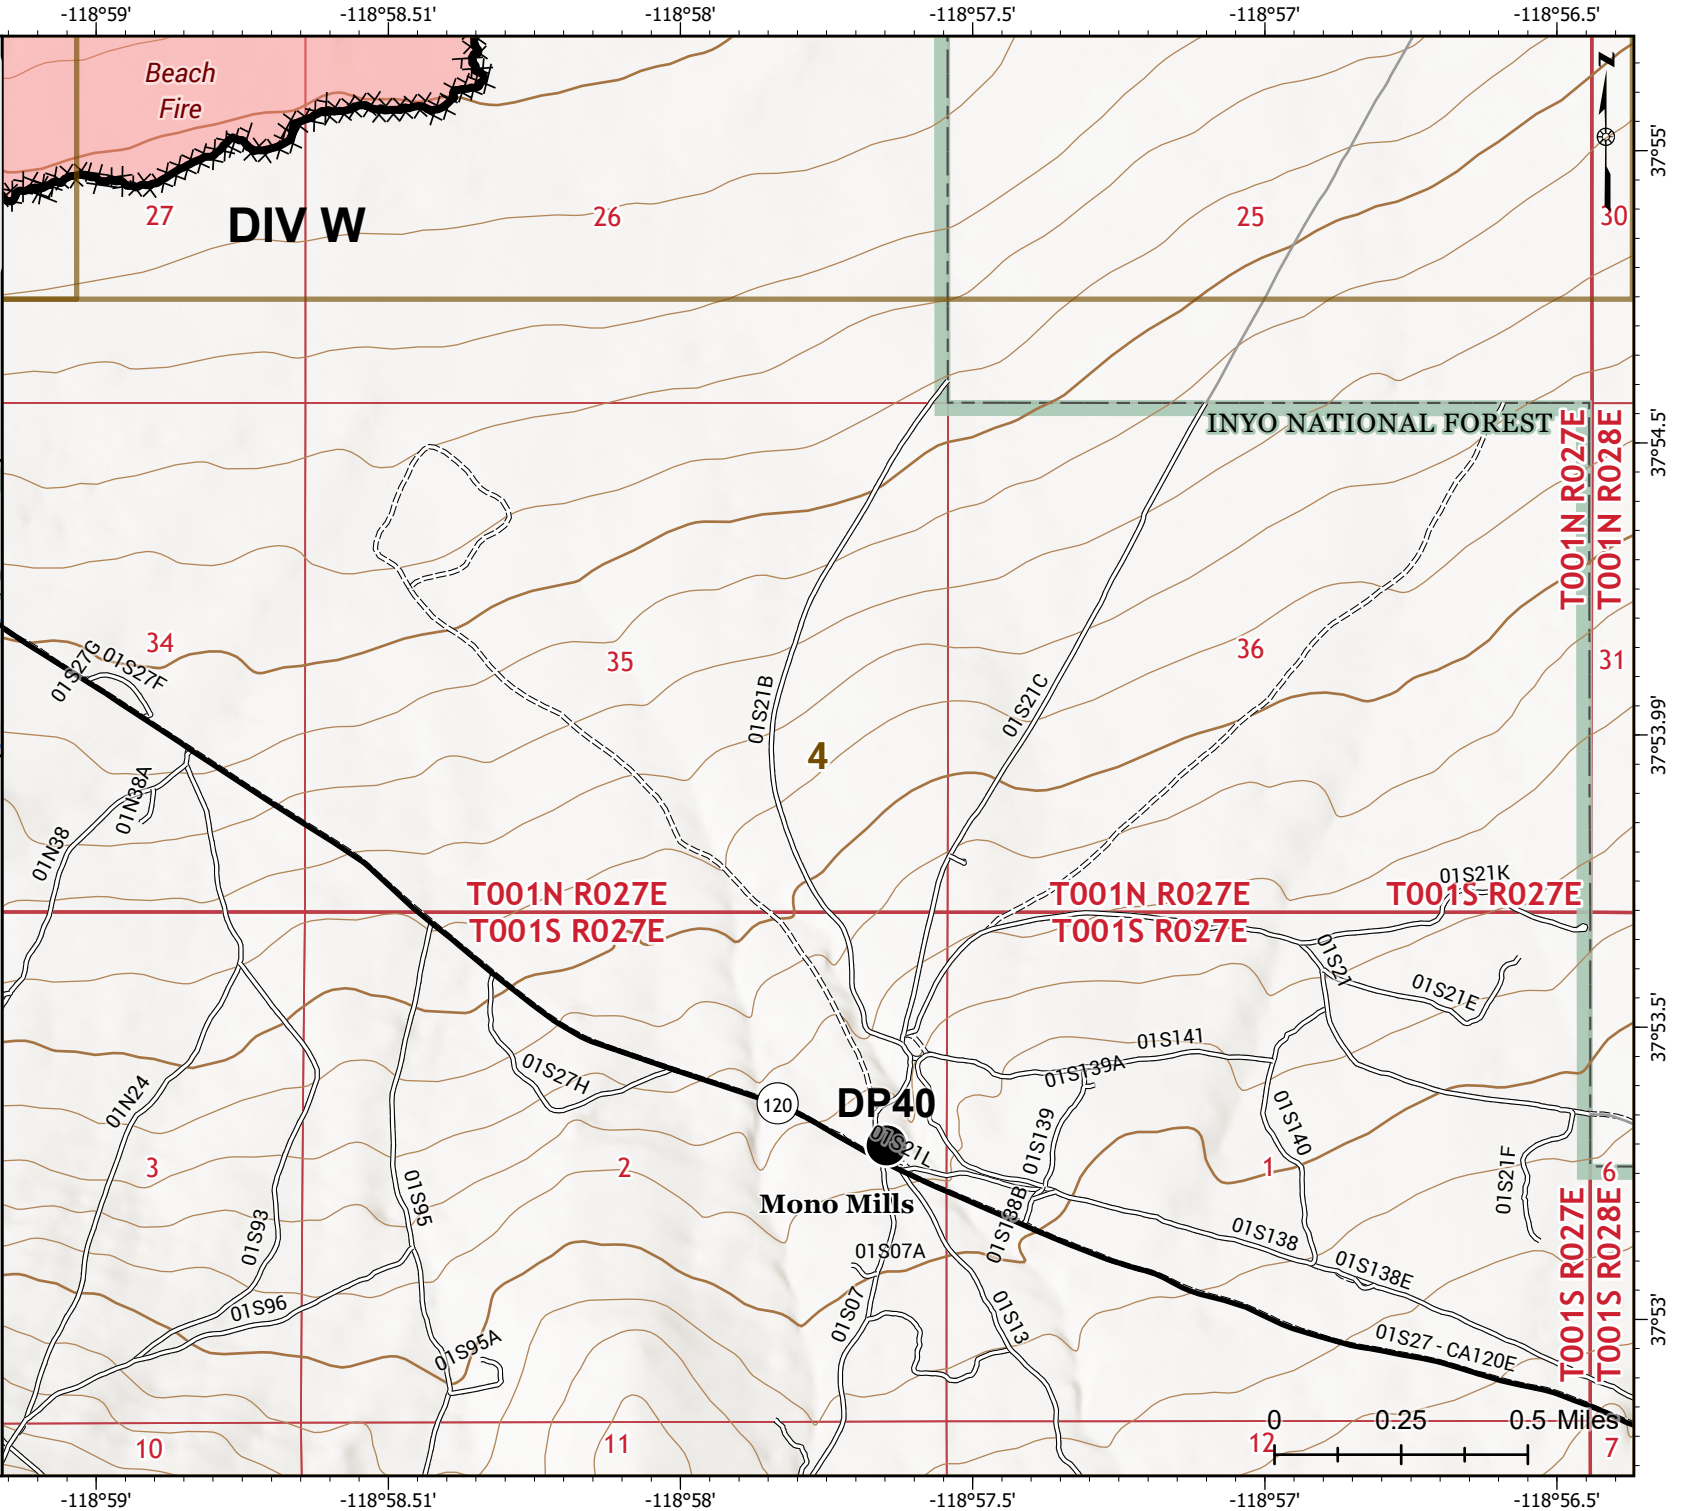 -118°59' -118°58.51' -118°58' -118°57.5' -118°57' -118°56.5'
Beach
Fire
N
37°55'
27
DIV W
26
25
30
INYO NATIONAL FOREST
37°54.5'
T001N R027E
T001N R028E
34
35
36
31
01S27G
01S27F
01S21B
01S21C
37°53.99'
4
01N38A
01N38
T001N R027E
T001S R027E
T001N R027E
T001S R027E
01S21K
T001S R027E
01S21
01S21E
37°53.5'
01S141
01S139A
01S27H
01N24
120
DP40
01S21L
01S139
01S140
3
2
1
6
01S21F
01S95
Mono Mills
01S138B
01S93
01S07A
01S138
01S138E
T001S R027E
T001S R028E
01S96
01S07
01S13
37°53'
01S95A
01S27 - CA120E
0 0.25 0.5 Miles
10
11
12
7
-118°59' -118°58.51' -118°58' -118°57.5' -118°57' -118°56.5'